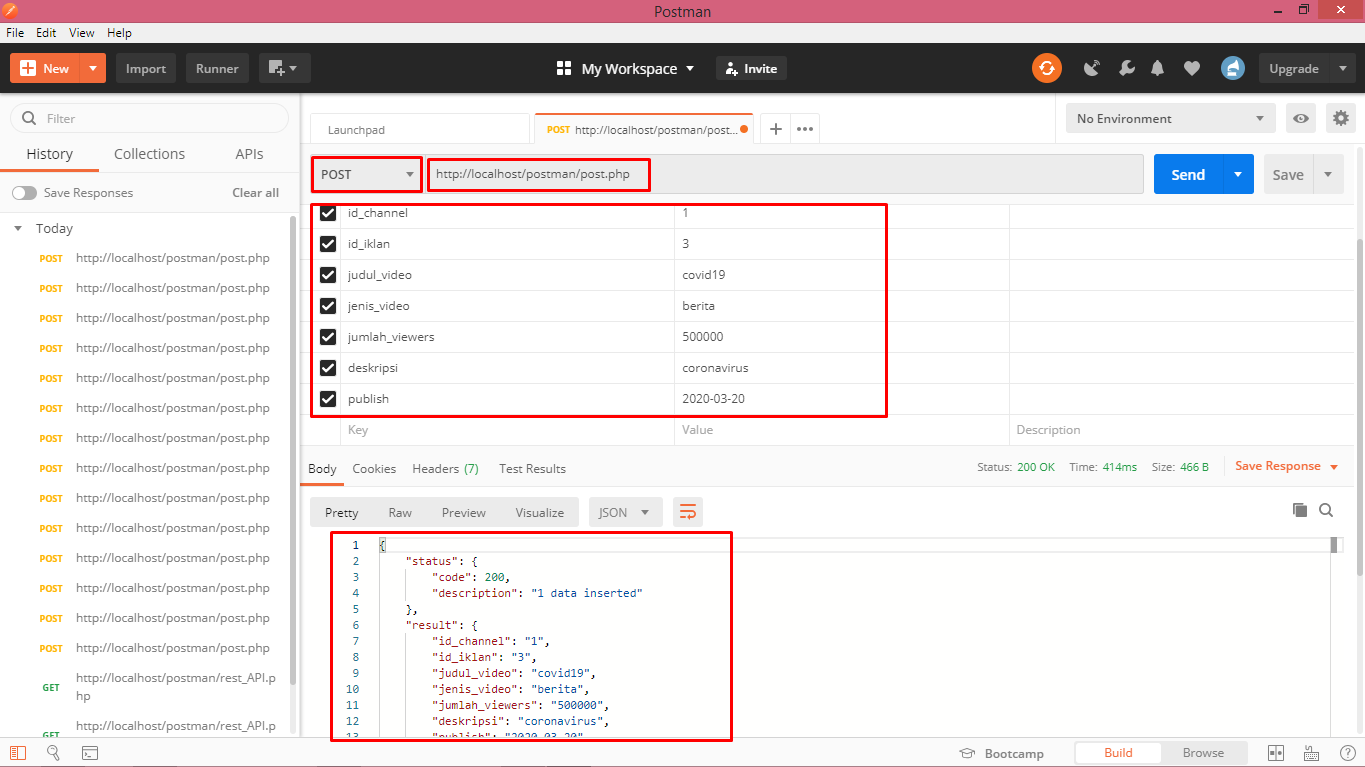 Postman
File Edit View Help
New Import Runner My Workspace Invite Upgrade
Filter
History Collections APIs
Save Responses Clear all
Today
POST http://localhost/postman/post.php
POST http://localhost/postman/post.php
POST http://localhost/postman/post.php
POST http://localhost/postman/post.php
POST http://localhost/postman/post.php
POST http://localhost/postman/post.php
POST http://localhost/postman/post.php
POST http://localhost/postman/post.php
POST http://localhost/postman/post.php
POST http://localhost/postman/post.php
POST http://localhost/postman/post.php
POST http://localhost/postman/post.php
POST http://localhost/postman/post.php
POST http://localhost/postman/post.php
GET http://localhost/postman/rest_API.p
hp
GET http://localhost/postman/rest_API.p
Launchpad POST http://localhost/postman/post... No Environment
POST http://localhost/postman/post.php Send Save
id_channel 1
id_iklan 3
judul_video covid19
jenis_video berita
jumlah_viewers 500000
deskripsi coronavirus
publish 2020-03-20
Key Value Description
Body Cookies Headers (7) Test Results Status: 200 OK Time: 414ms Size: 466 B Save Response
Pretty Raw Preview Visualize JSON
1 {
2 "status": {
3 "code": 200,
4 "description": "1 data inserted"
5 },
6 "result": {
7 "id_channel": "1",
8 "id_iklan": "3",
9 "judul_video": "covid19",
10 "jenis_video": "berita",
11 "jumlah_viewers": "500000",
12 "deskripsi": "coronavirus",
13 "publish": "2020-03-20"
Bootcamp Build Browse